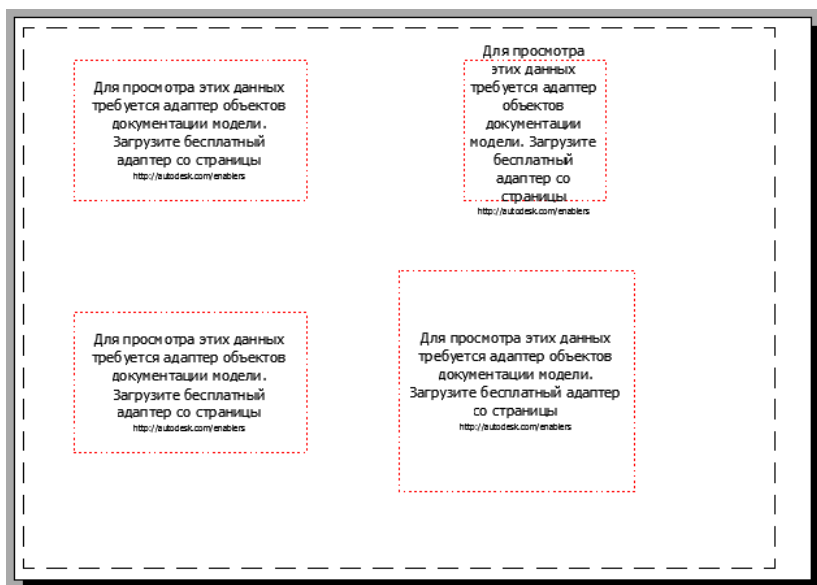 Для просмотра этих данных
требуется адаптер объектов
документации модели.
Загрузите бесплатный
адаптер со страницы
http://autodesk.com/enablers
Для просмотра
этих данных
требуется адаптер
объектов
документации
модели. Загрузите
бесплатный
адаптер со
страницы
http://autodesk.com/enablers
Для просмотра этих данных
требуется адаптер объектов
документации модели.
Загрузите бесплатный
адаптер со страницы
http://autodesk.com/enablers
Для просмотра этих данных
требуется адаптер объектов
документации модели.
Загрузите бесплатный адаптер
со страницы
http://autodesk.com/enablers